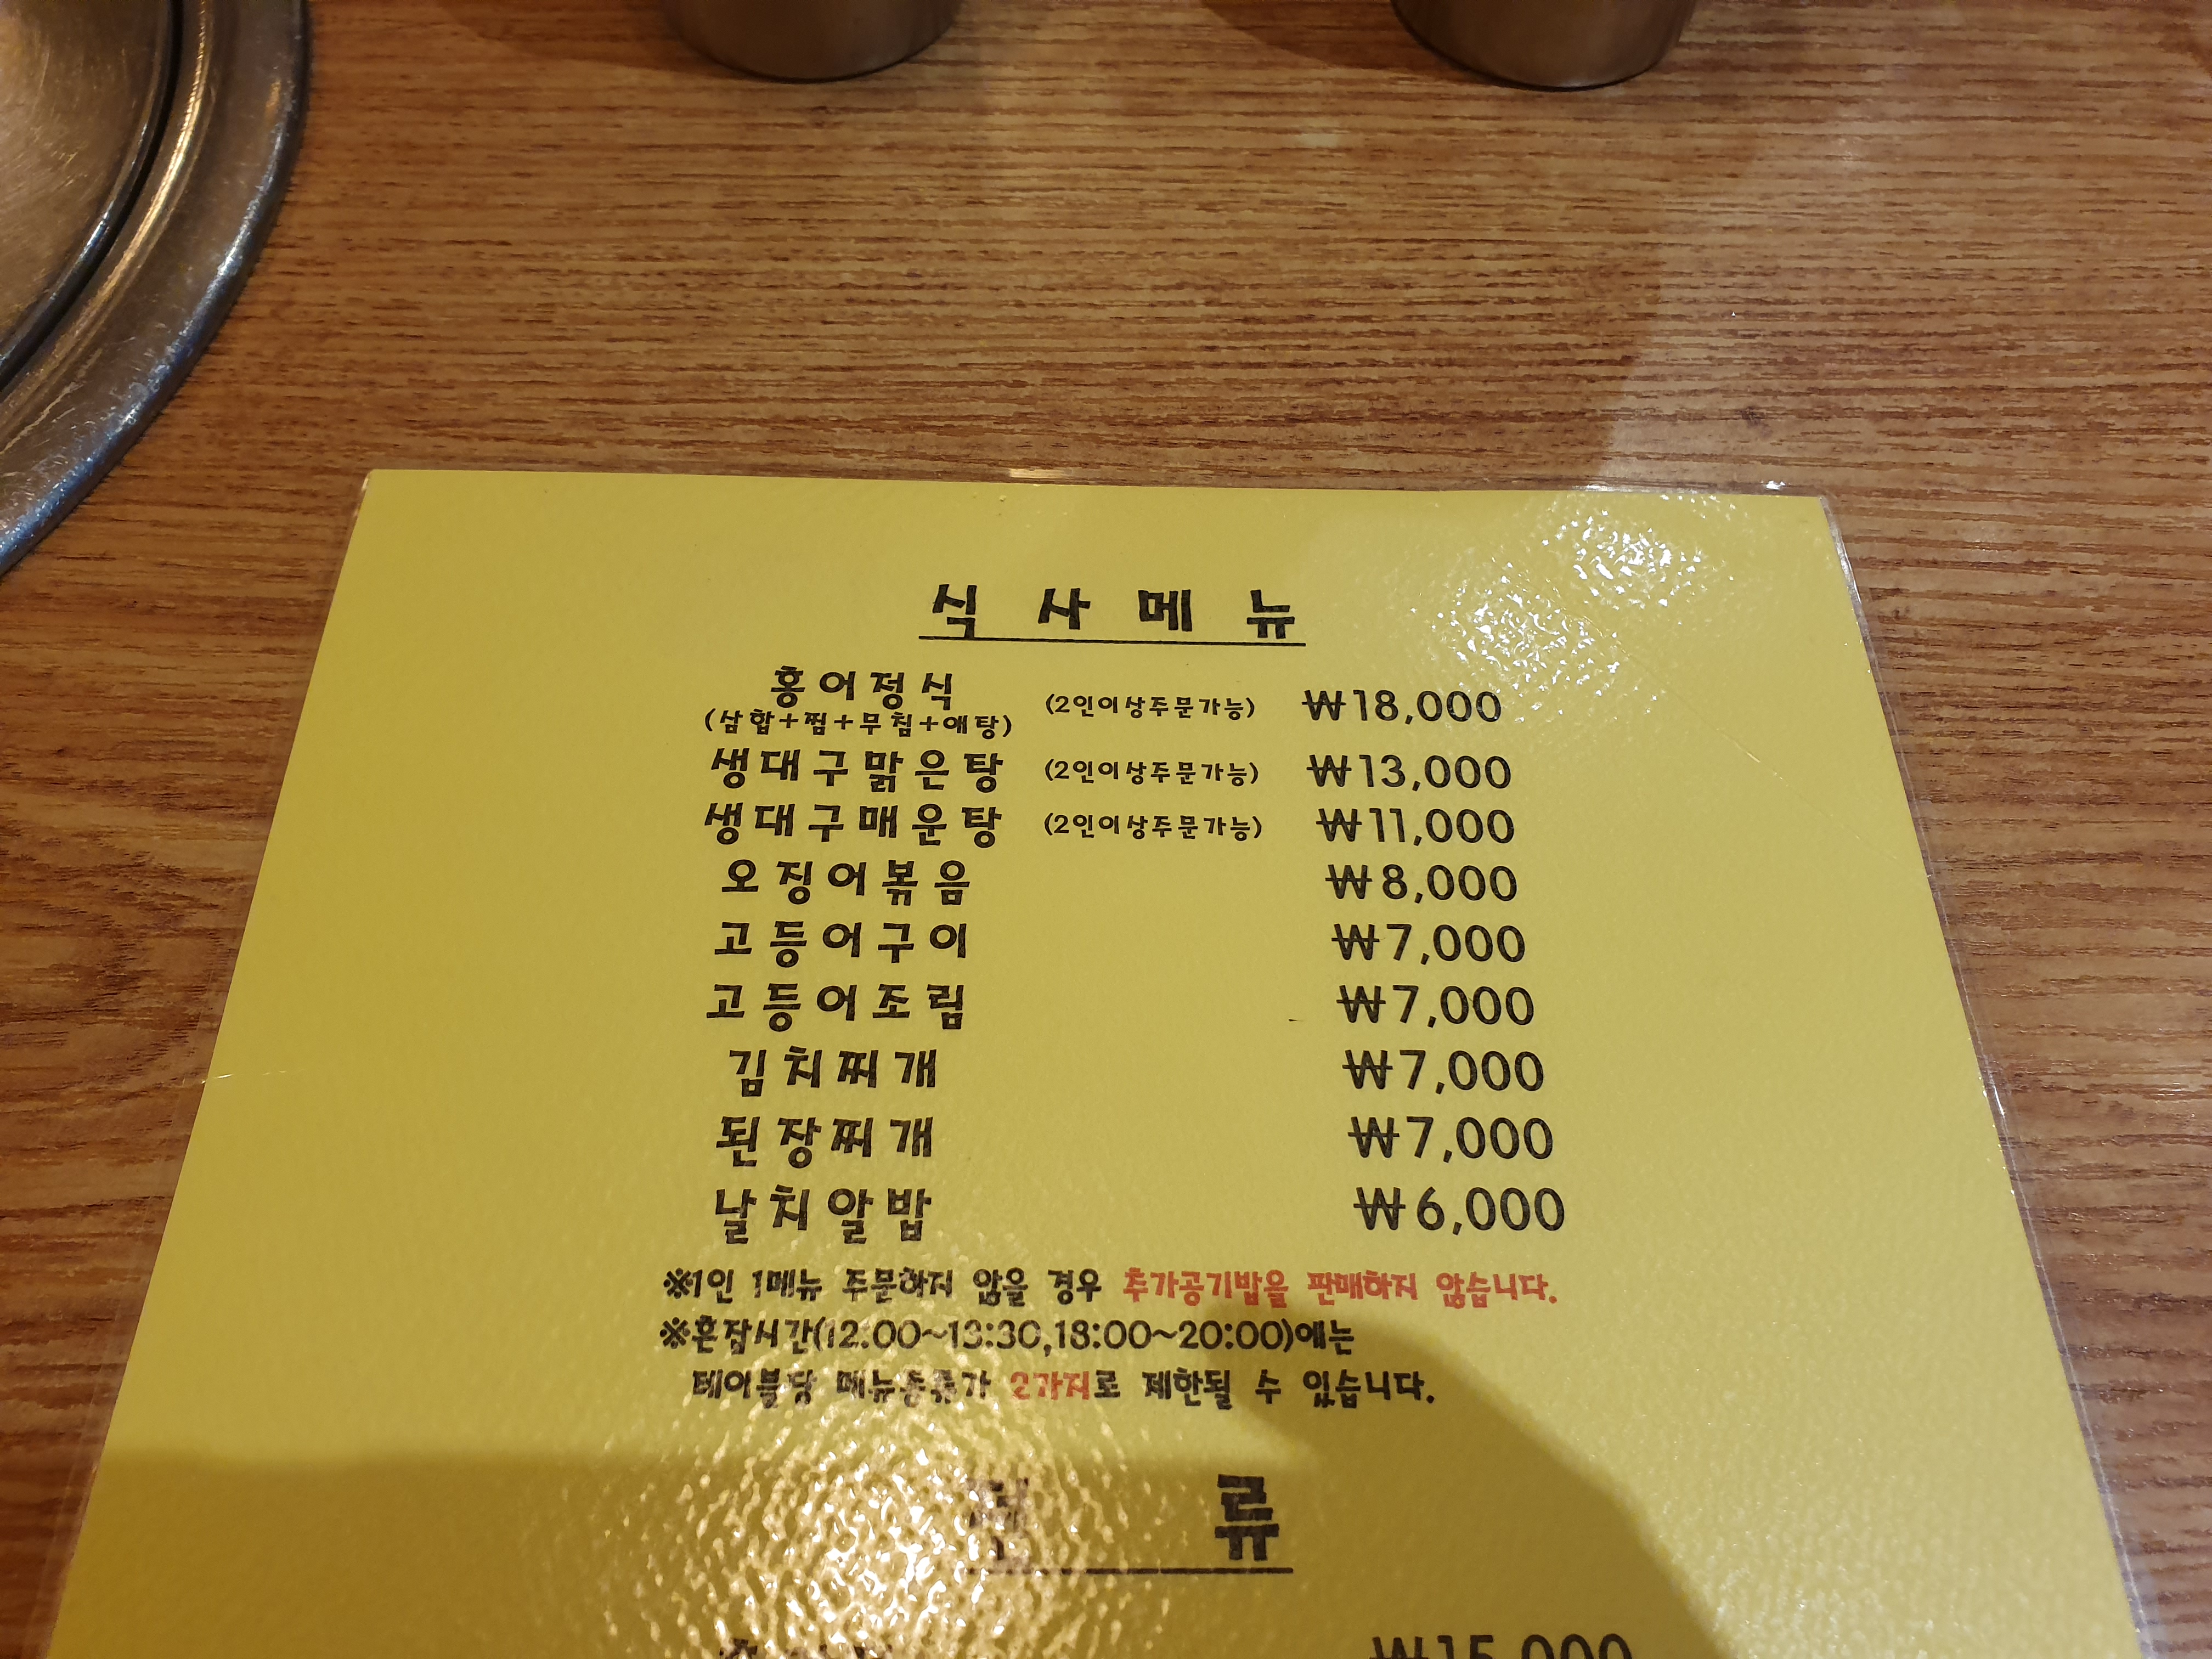 식사메뉴
홍어정식 (2인이상주문가능) ₩18,000
(삼합+찜+무침+애탕)
생대구맑은탕 (2인이상주문가능) ₩13,000
생대구매운탕 (2인이상주문가능) ₩11,000
오징어볶음 ₩8,000
고등어구이 ₩7,000
고등어조림 ₩7,000
김치찌개 ₩7,000
된장찌개 ₩7,000
날치알밥 ₩6,000
※1인 1메뉴 주문하지 않을 경우 추가공기밥을 판매하지 않습니다.
※혼잡시간(12:00~13:30,18:00~20:00)에는
테이블당 메뉴종류가 2가지로 제한될 수 있습니다.
전류
₩15,000